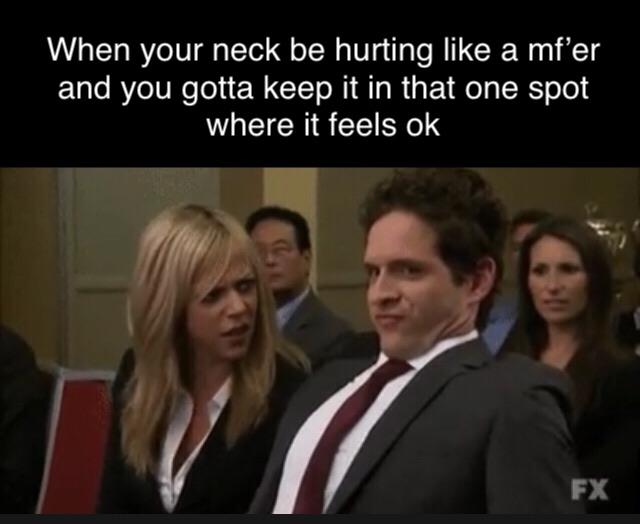 When your neck be hurting like a mf’er
and you gotta keep it in that one spot
where it feels ok
FX